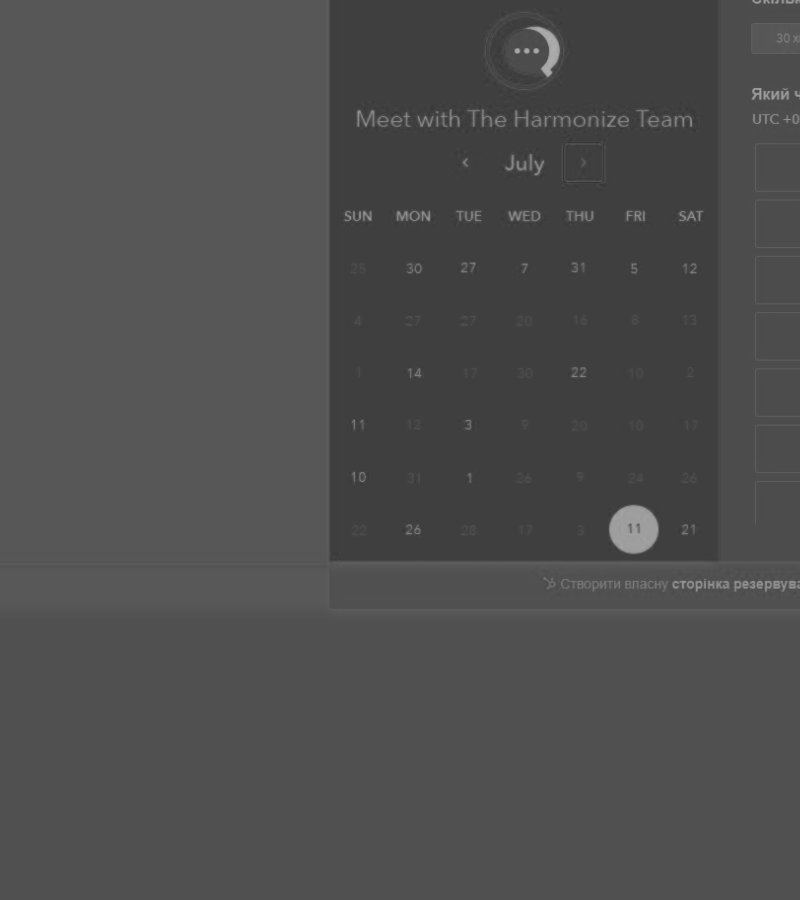 30
Який
UTC +0
Meet with The Harmonize Team
July
SUN MON TUE WED THU FRI SAT
25 30 27 7 31 5 12
4 27 27 20 16 8 13
1 14 17 30 22 10 2
11 12 3 9 20 10 17
10 31 1 26 9 24 26
22 26 28 17 3 11 21
Створити власну сторінка